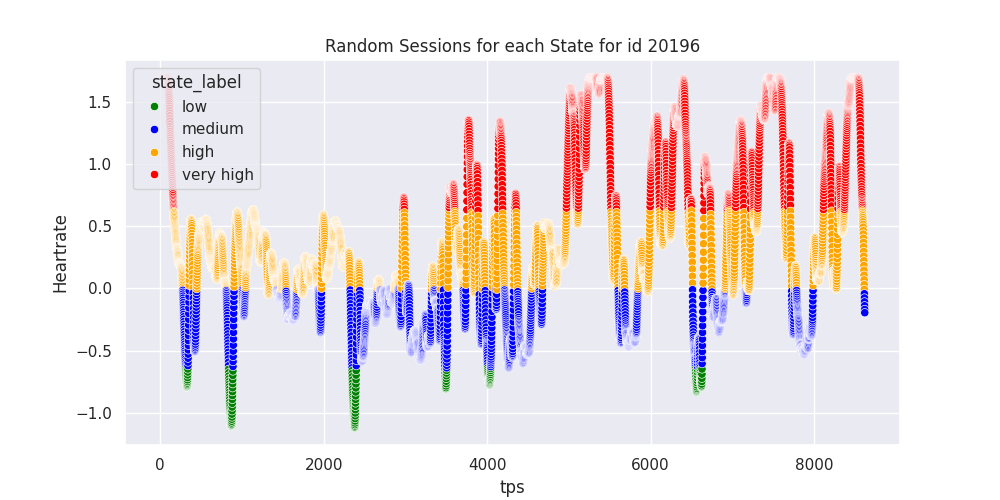 Random Sessions for each State for id 20196
state_label
low
medium
high
very high
1.5
1.0
0.5
0.0
−0.5
−1.0
Heartrate
0 2000 4000 6000 8000
tps